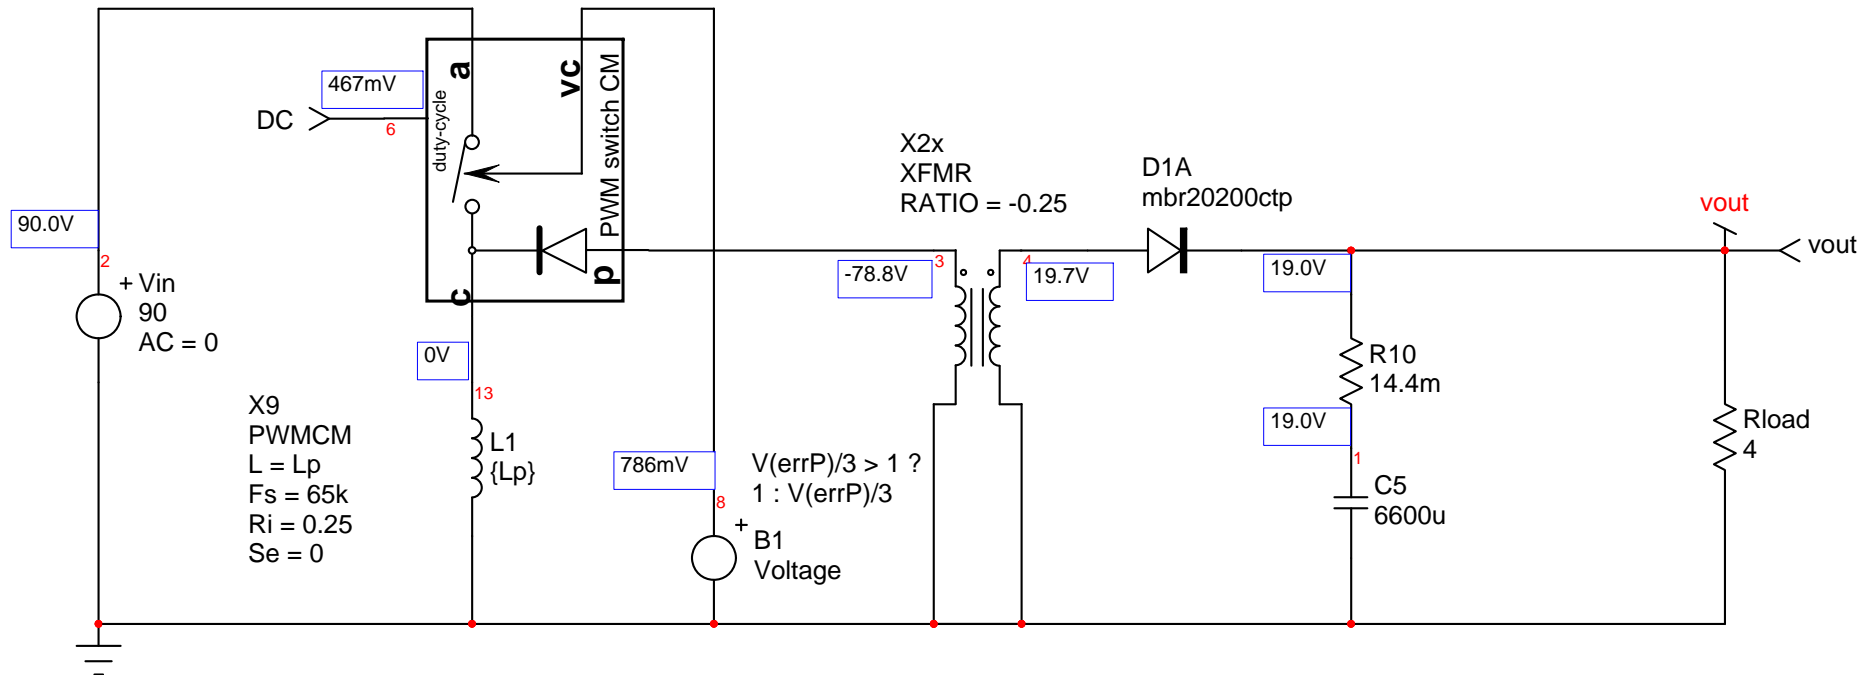 a
vc
467mV
DC
6
duty-cycle
PWM switch CM
p
c
90.0V
2
+ Vin
90
AC = 0
X2x
XFMR
RATIO = -0.25
D1A
mbr20200ctp
vout
vout
-78.8V
3
4
19.7V
19.0V
0V
13
R10
14.4m
X9
PWMCM
L = Lp
Fs = 65k
Ri = 0.25
Se = 0
L1
{Lp}
786mV
8
V(errP)/3 > 1 ?
1 : V(errP)/3
+
B1
Voltage
19.0V
1
C5
6600u
Rload
4